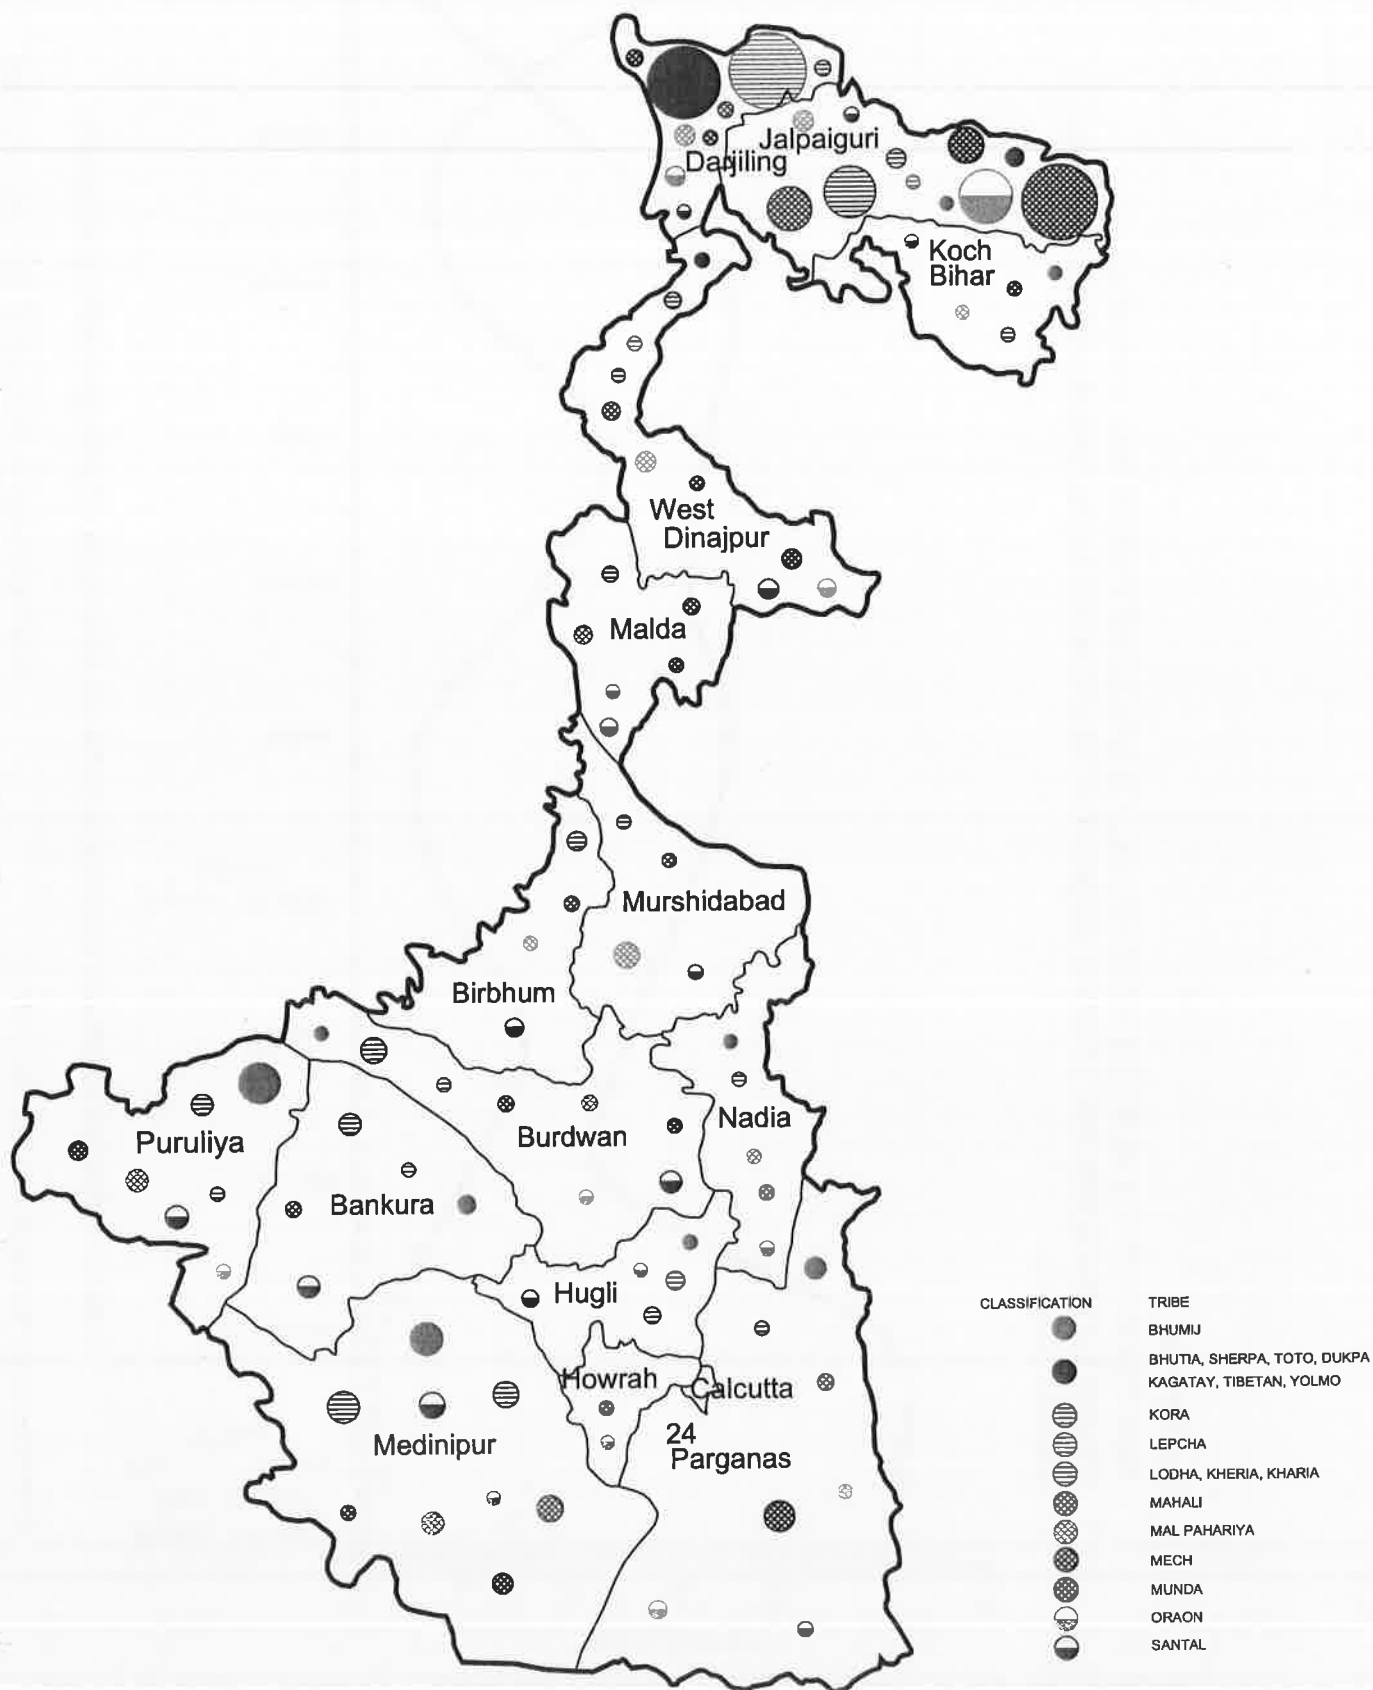 Jalpaiguri
Darjiling
Koch
Bihar
West
Dinajpur
Malda
Murshidabad
Birbhum
Nadia
Burdwan
Puruliya
Bankura
Hugli
Howrah
Calcutta
24
Parganas
Medinipur
CLASSIFICATION TRIBE
BHUMIJ
BHUTIA, SHERPA, TOTO, DUKPA
KAGATAY, TIBETAN, YOLMO
KORA
LEPCHA
LODHA, KHERIA, KHARIA
MAHALI
MAL PAHARIYA
MECH
MUNDA
ORAON
SANTAL